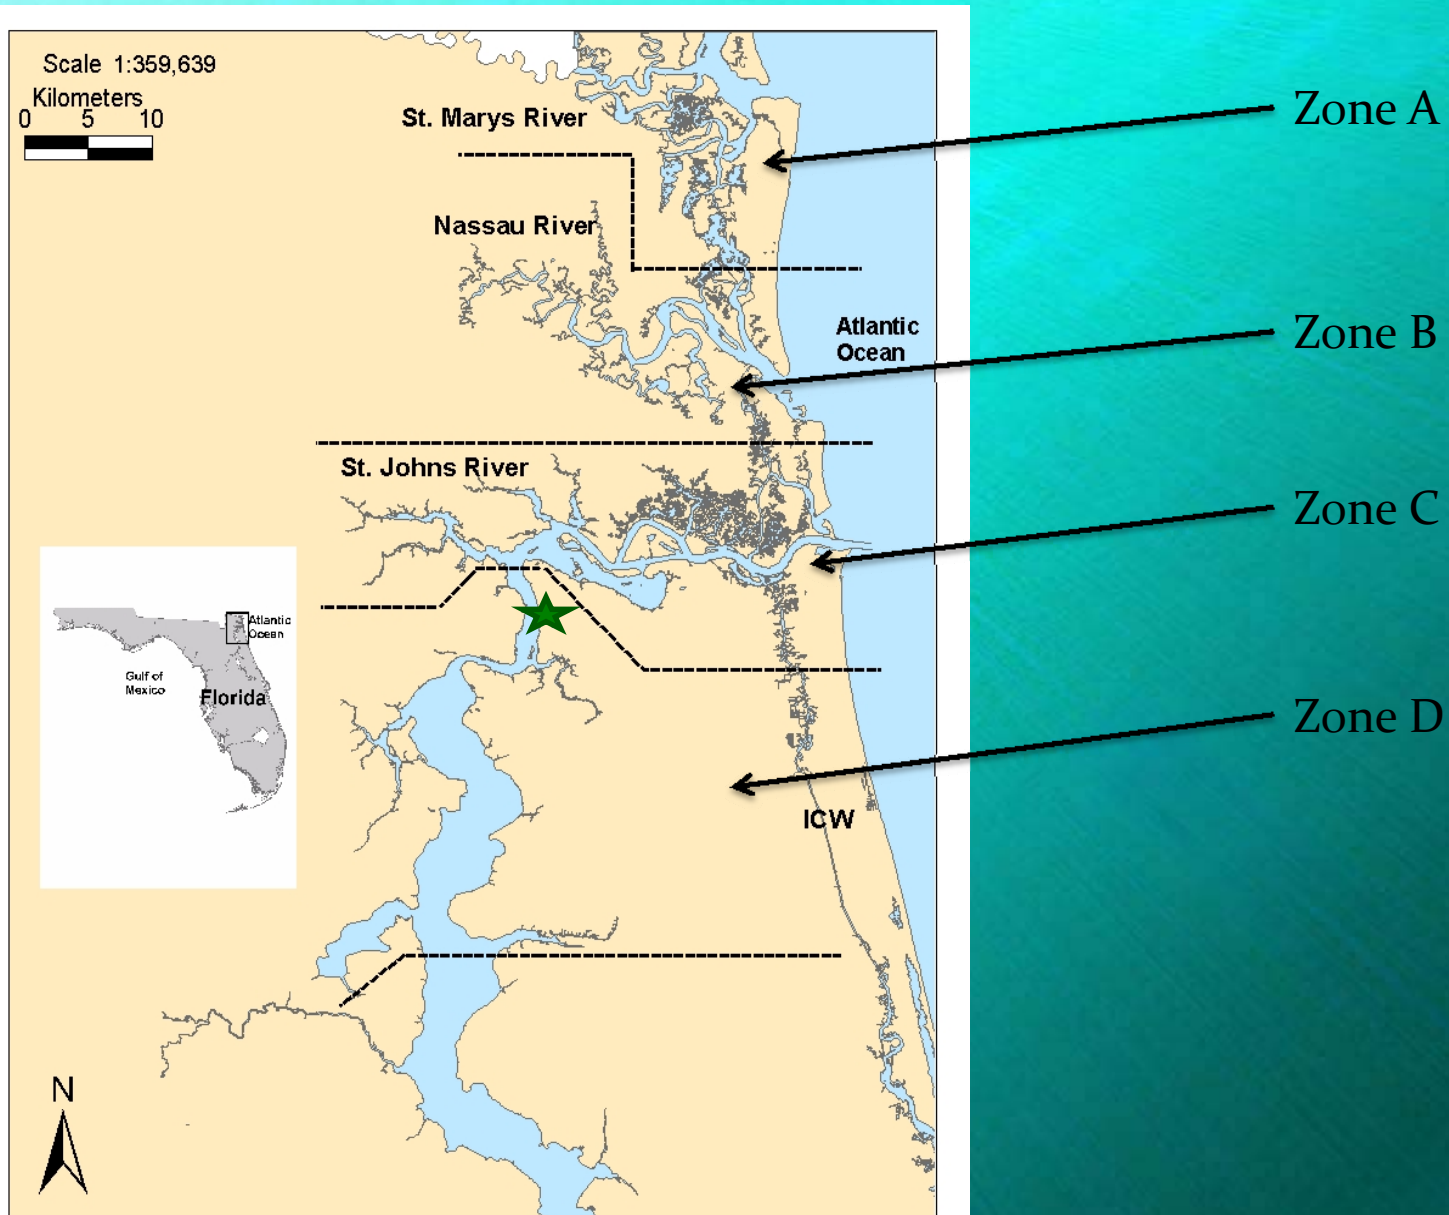 Scale 1:359,639
Kilometers
0 5 10
St. Marys River
Zone A
Nassau River
Atlantic
Ocean
Zone B
St. Johns River
Zone C
Atlantic
Ocean
Gulf of
Mexico
Florida
Zone D
ICW
N